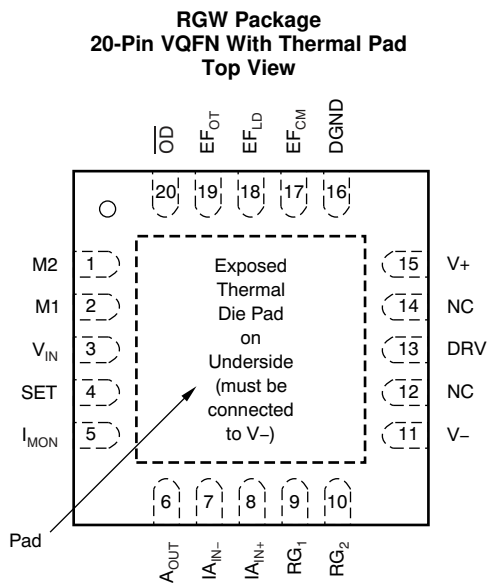 RGW Package
20-Pin VQFN With Thermal Pad
Top View
O̅D̅
EF_OT
EF_LD
EF_CM
DGND
20
19
18
17
16
M2
1
M1
2
V_IN
3
SET
4
I_MON
5
Exposed
Thermal
Die Pad
on
Underside
(must be
connected
to V–)
15
V+
14
NC
13
DRV
12
NC
11
V–
6
7
8
9
10
Pad
A_OUT
IA_IN–
IA_IN+
RG_1
RG_2